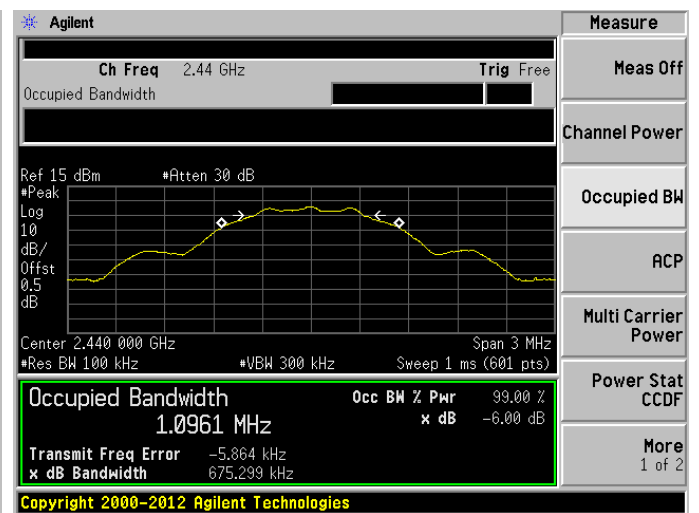 Agilent
Measure
Ch Freq 2.44 GHz Trig Free
Occupied Bandwidth
Meas Off
Channel Power
Occupied BW
ACP
Multi Carrier
Power
Power Stat
CCDF
More
1 of 2
Ref 15 dBm #Atten 30 dB
#Peak
Log
10
dB/
Offst
0.5
dB
Center 2.440 000 GHz Span 3 MHz
#Res BW 100 kHz #VBW 300 kHz Sweep 1 ms (601 pts)
Occupied Bandwidth Occ BW % Pwr 99.00 %
1.0961 MHz x dB -6.00 dB
Transmit Freq Error -5.864 kHz
x dB Bandwidth 675.299 kHz
Copyright 2000-2012 Agilent Technologies